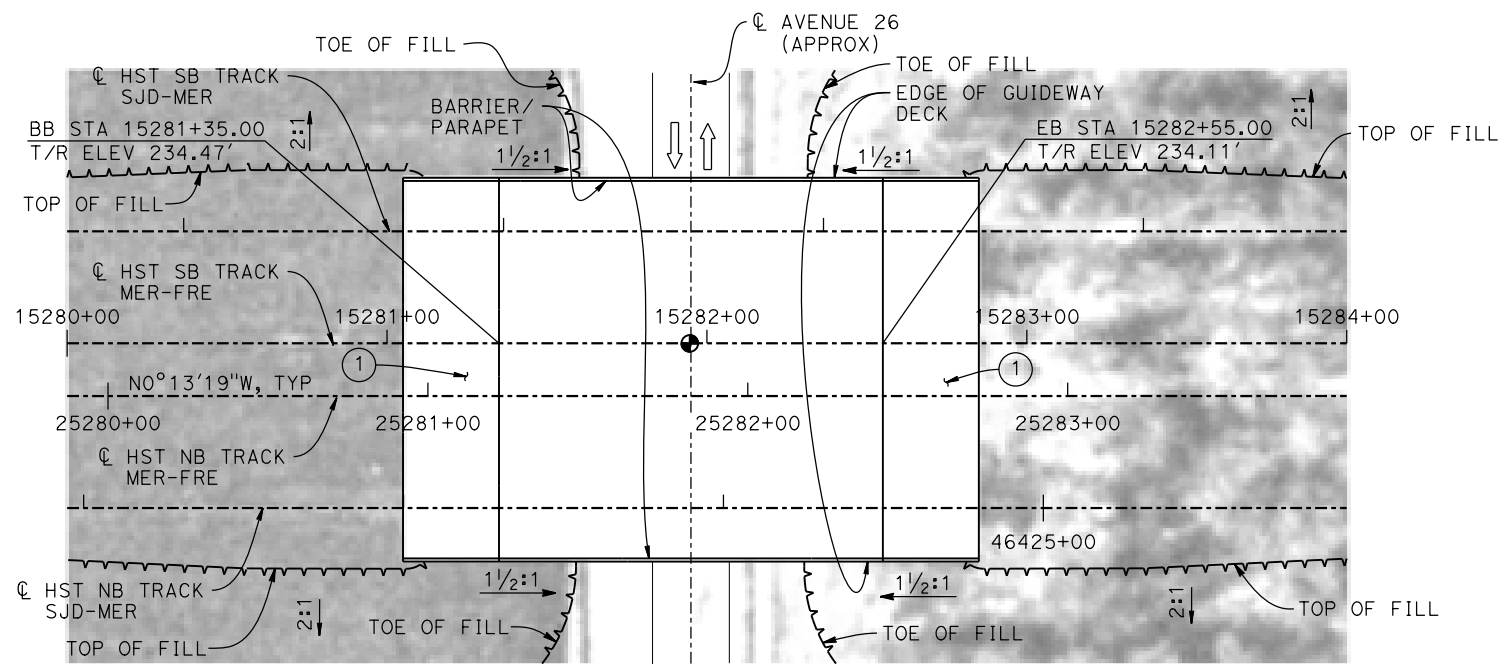 ℄ AVENUE 26
(APPROX)
TOE OF FILL
℄ HST SB TRACK
SJD-MER
TOE OF FILL
BARRIER/
PARAPET
EDGE OF GUIDEWAY
DECK
BB STA 15281+35.00
T/R ELEV 234.47'
2:1
EB STA 15282+55.00
T/R ELEV 234.11'
2:1
TOP OF FILL
1½:1
1½:1
TOP OF FILL
℄ HST SB TRACK
MER-FRE
15280+00
15281+00
15282+00
15283+00
15284+00
1
1
N0°13'19"W, TYP
25280+00
25281+00
25282+00
25283+00
℄ HST NB TRACK
MER-FRE
46425+00
℄ HST NB TRACK
SJD-MER
1½:1
1½:1
2:1
2:1
TOP OF FILL
TOE OF FILL
TOE OF FILL
TOP OF FILL